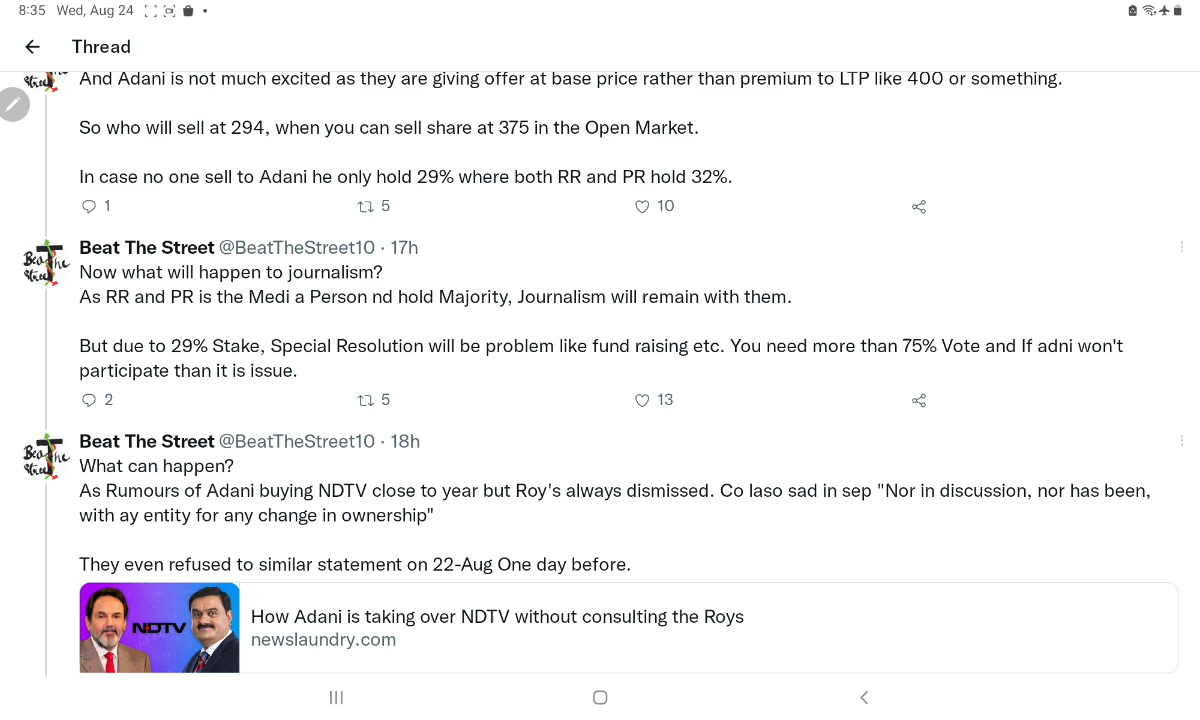 8:35 Wed, Aug 24
Thread
And Adani is not much excited as they are giving offer at base price rather than premium to LTP like 400 or something.
So who will sell at 294, when you can sell share at 375 in the Open Market.
In case no one sell to Adani he only hold 29% where both RR and PR hold 32%.
1 5 10
Beat The Street @BeatTheStreet10 · 17h
Now what will happen to journalism?
As RR and PR is the Medi a Person nd hold Majority, Journalism will remain with them.
But due to 29% Stake, Special Resolution will be problem like fund raising etc. You need more than 75% Vote and If adni won't
participate than it is issue.
2 5 13
Beat The Street @BeatTheStreet10 · 18h
What can happen?
As Rumours of Adani buying NDTV close to year but Roy's always dismissed. Co laso sad in sep "Nor in discussion, nor has been,
with ay entity for any change in ownership"
They even refused to similar statement on 22-Aug One day before.
NDTV
How Adani is taking over NDTV without consulting the Roys
newslaundry.com
Beat The Street
Beat The Street